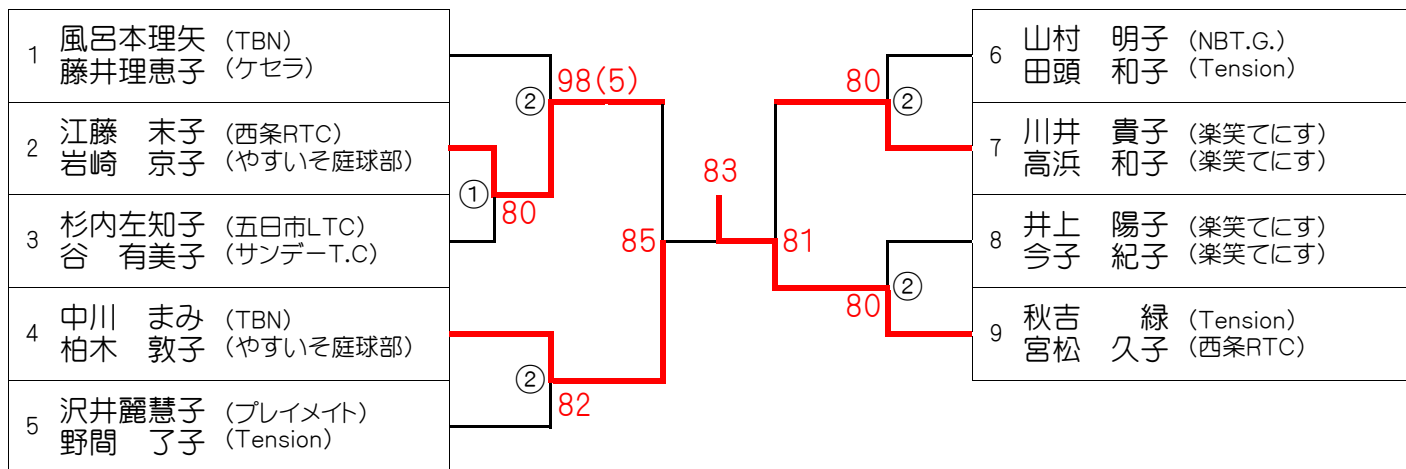 1 風呂本理矢 (TBN)
藤井理恵子 (ケセラ)
2 江藤　末子 (西条RTC)
岩崎　京子 (やすいそ庭球部)
3 杉内左知子 (五日市LTC)
谷　有美子 (サンデーT.C)
4 中川　まみ (TBN)
柏木　敦子 (やすいそ庭球部)
5 沢井麗慧子 (プレイメイト)
野間　了子 (Tension)
① 80
② 98(5)
② 82
85
83
81
80 ②
80 ②
6 山村　明子 (NBT.G.)
田頭　和子 (Tension)
7 川井　貴子 (楽笑てにす)
高浜　和子 (楽笑てにす)
8 井上　陽子 (楽笑てにす)
今子　紀子 (楽笑てにす)
9 秋吉　　緑 (Tension)
宮松　久子 (西条RTC)